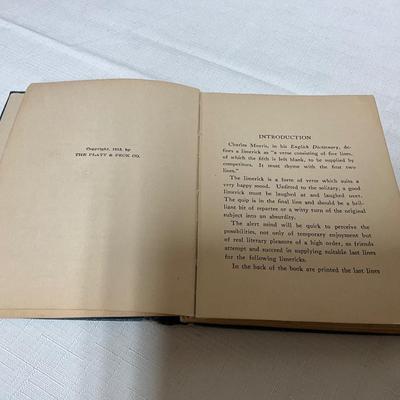 Copyright, 1913, by
THE PLATT & PECK CO.
INTRODUCTION
Charles Morris, in his English Dictionary, de-
fines a limerick as "a verse consisting of five lines,
of which the fifth is left blank, to be supplied by
competitors. It must rhyme with the first two
lines."
The limerick is a form of verse which suits a
very happy mood. Unfitted to the solitary; a good
limerick must be laughed at and laughed over.
The quip is in the final line and should be a bril-
liant bit of repartee or a witty turn of the original
subject into an absurdity.
The alert mind will be quick to perceive the
possibilities, not only of temporary enjoyment but
of real literary pleasure of a high order, as friends
attempt and succeed in supplying suitable last lines
for the following limericks.
In the back of the book are printed the last lines